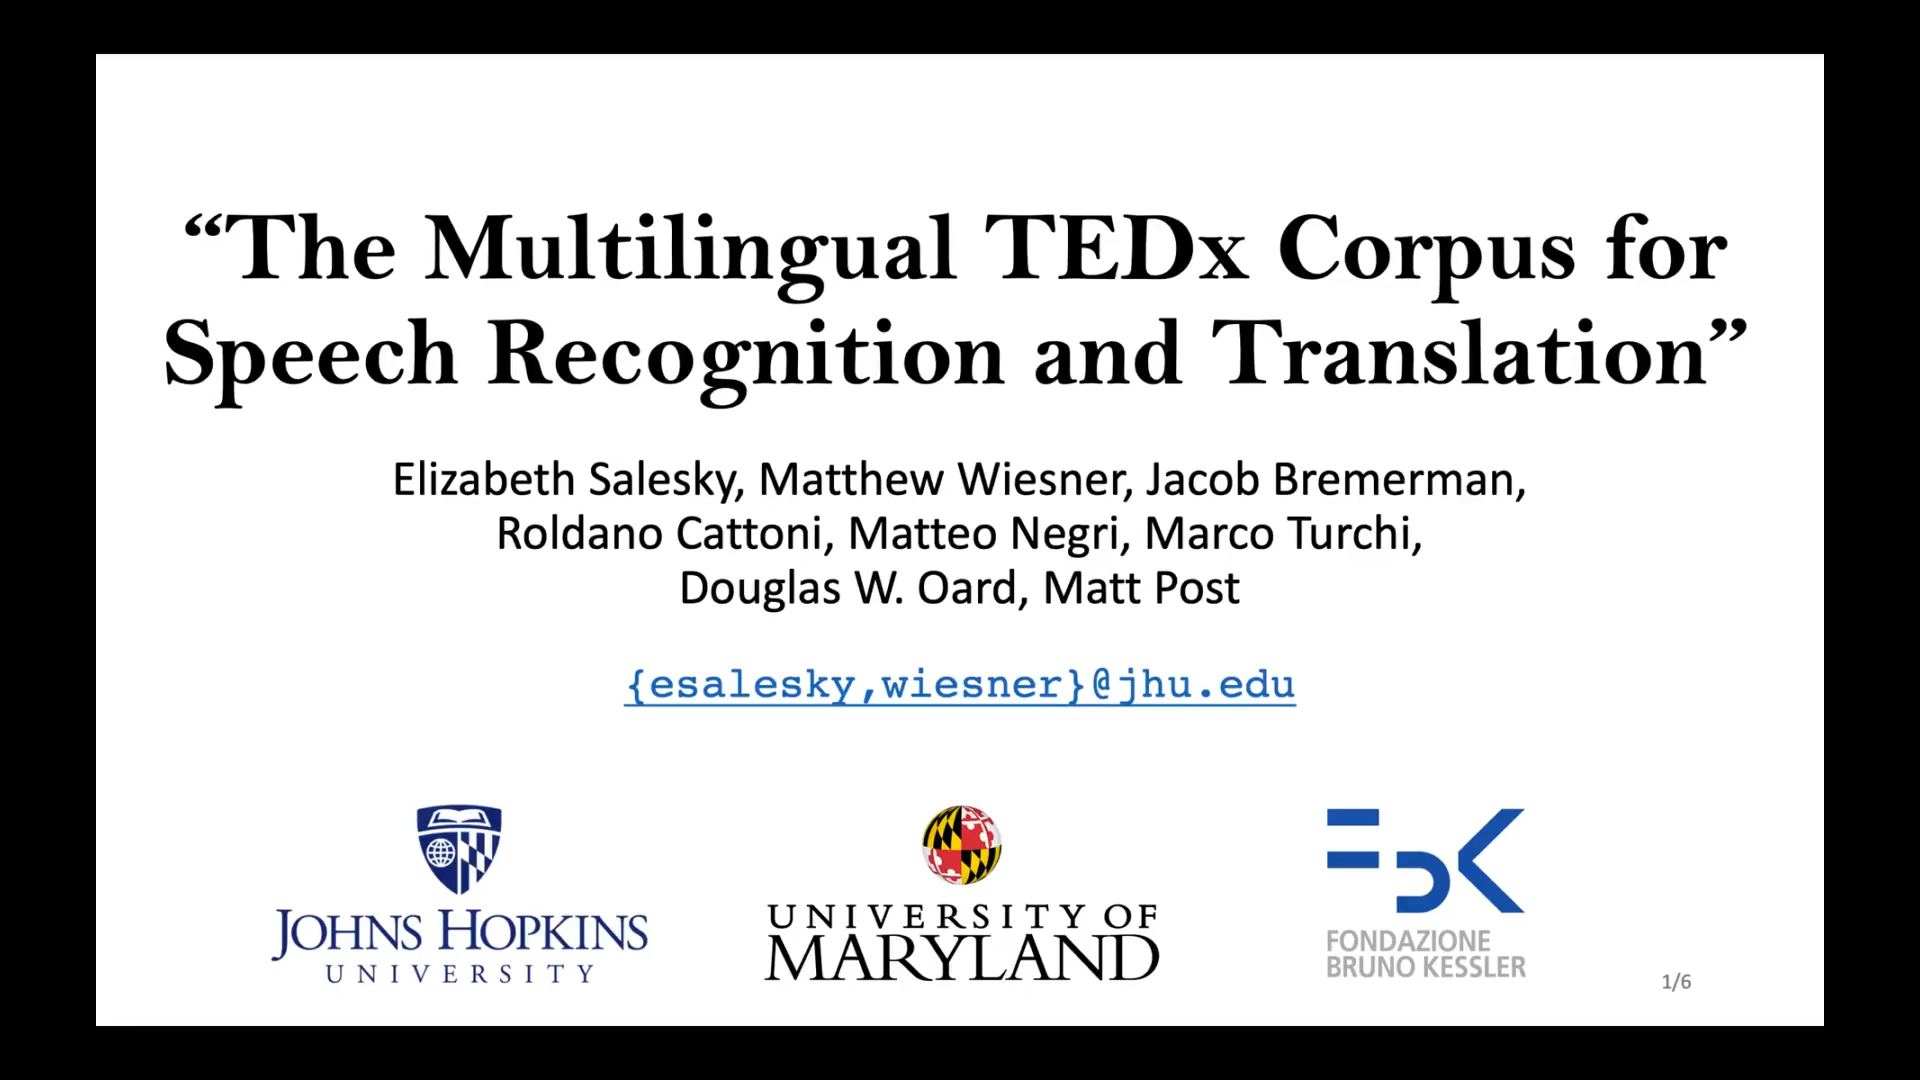 “The Multilingual TEDx Corpus for
Speech Recognition and Translation”
Elizabeth Salesky, Matthew Wiesner, Jacob Bremerman,
Roldano Cattoni, Matteo Negri, Marco Turchi,
Douglas W. Oard, Matt Post
{esalesky,wiesner}@jhu.edu
JOHNS HOPKINS
UNIVERSITY
UNIVERSITY OF
MARYLAND
FBK
FONDAZIONE
BRUNO KESSLER
1/6